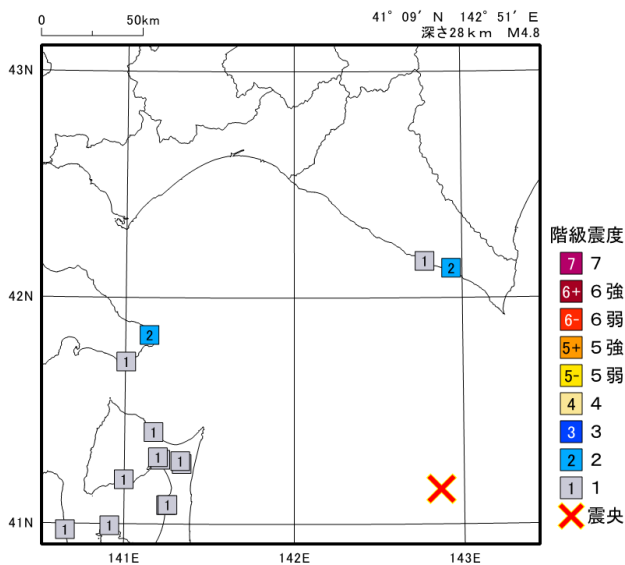 0 50km
41° 09′ N 142° 51′ E
深さ28km M4.8
43N
42N
41N
141E 142E 143E
1 2
2
1
1
1 1
1
1
1 1
階級震度
7 7
6+ 6強
6- 6弱
5+ 5強
5- 5弱
4 4
3 3
2 2
1 1
震央